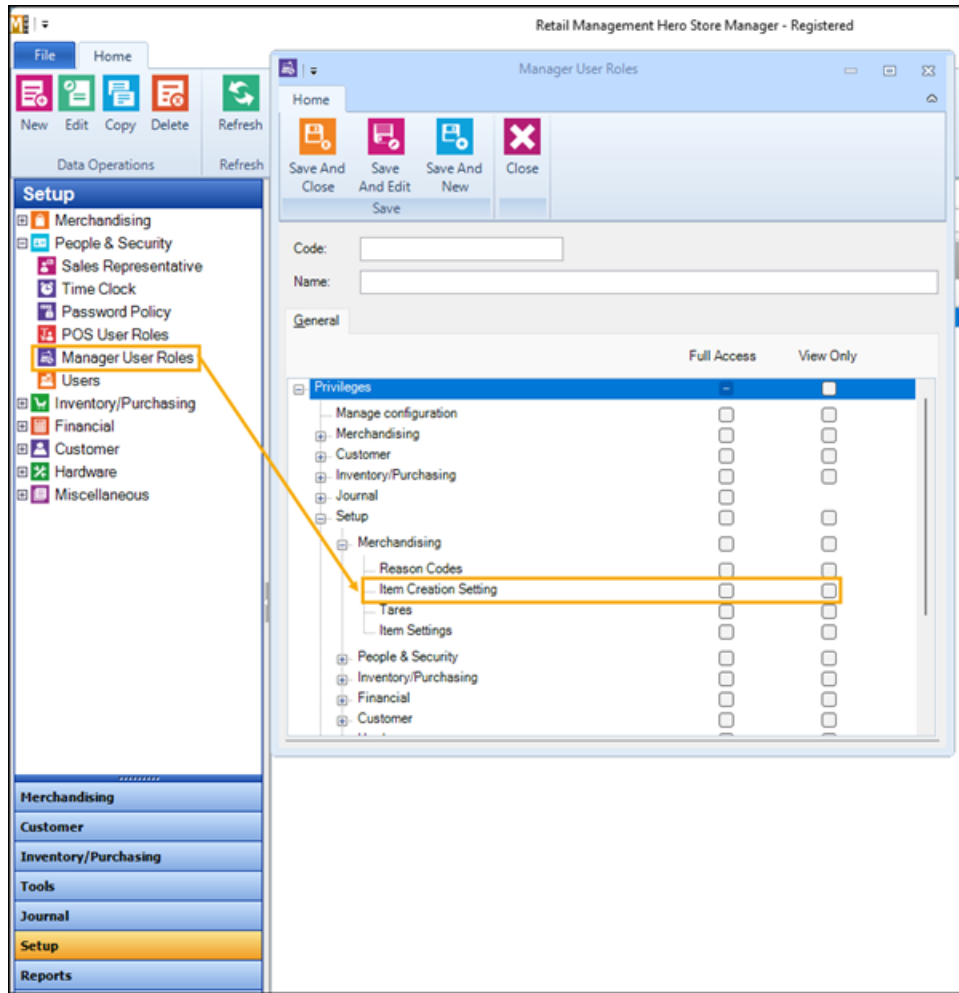 Retail Management Hero Store Manager - Registered
File Home
New Edit Copy Delete Refresh
Data Operations Refresh
Setup
Merchandising
People & Security
Sales Representative
Time Clock
Password Policy
POS User Roles
Manager User Roles
Users
Inventory/Purchasing
Financial
Customer
Hardware
Miscellaneous
Merchandising
Customer
Inventory/Purchasing
Tools
Journal
Setup
Reports
Manager User Roles
Home
Save And Close Save And Edit Save And New Close
Save
Code:
Name:
General
Full Access View Only
Privileges
Manage configuration
Merchandising
Customer
Inventory/Purchasing
Journal
Setup
Merchandising
Reason Codes
Item Creation Setting
Tares
Item Settings
People & Security
Inventory/Purchasing
Financial
Customer